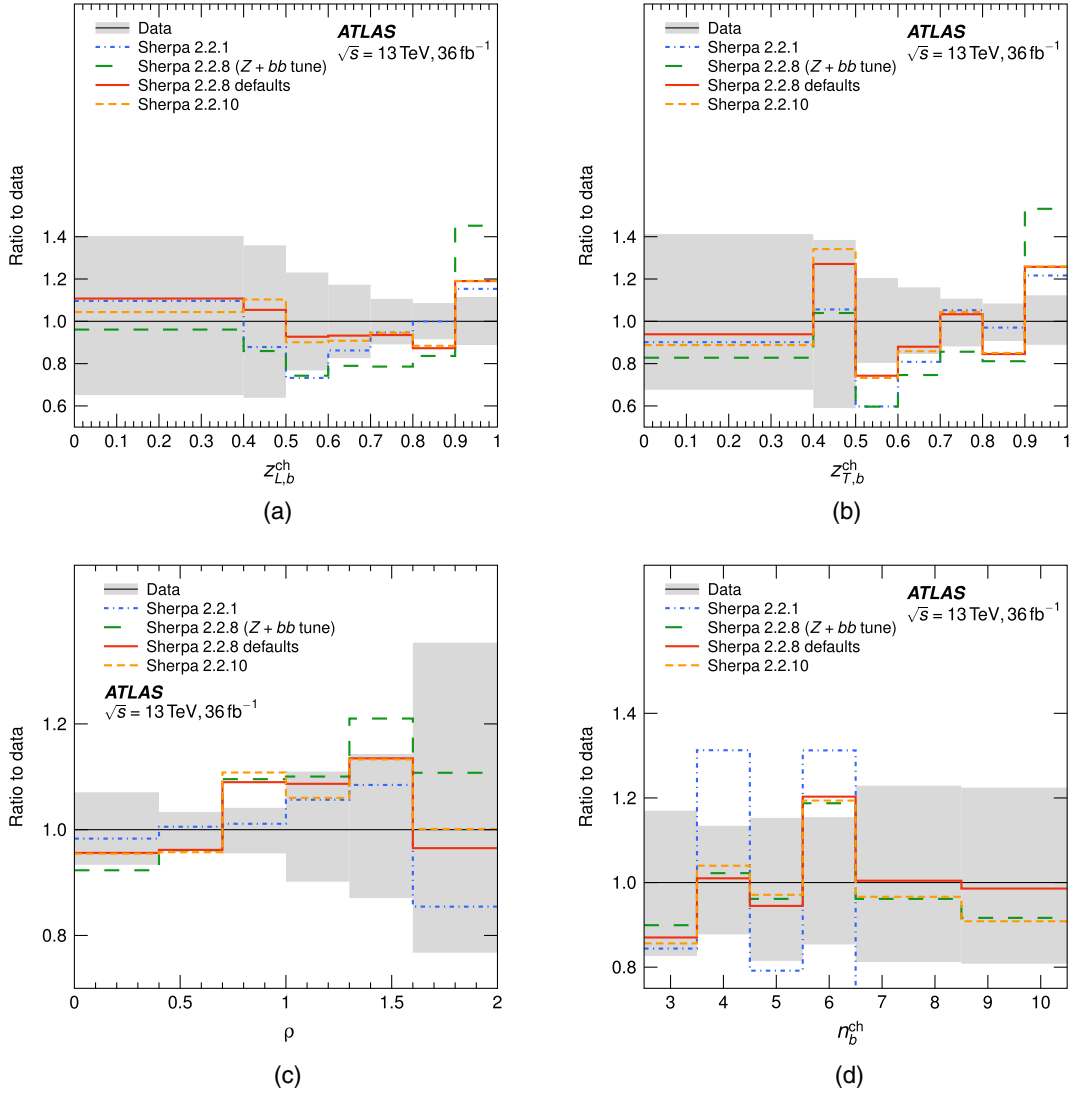 Data
Sherpa 2.2.1
Sherpa 2.2.8 (Z + bb tune)
Sherpa 2.2.8 defaults
Sherpa 2.2.10
ATLAS
√s = 13 TeV, 36 fb⁻¹
Ratio to data
1.4
1.2
1.0
0.8
0.6
0 0.1 0.2 0.3 0.4 0.5 0.6 0.7 0.8 0.9 1
z_{L,b}^{ch}
(a)
Data
Sherpa 2.2.1
Sherpa 2.2.8 (Z + bb tune)
Sherpa 2.2.8 defaults
Sherpa 2.2.10
ATLAS
√s = 13 TeV, 36 fb⁻¹
Ratio to data
1.4
1.2
1.0
0.8
0.6
0 0.1 0.2 0.3 0.4 0.5 0.6 0.7 0.8 0.9 1
z_{T,b}^{ch}
(b)
Data
Sherpa 2.2.1
Sherpa 2.2.8 (Z + bb tune)
Sherpa 2.2.8 defaults
Sherpa 2.2.10
ATLAS
√s = 13 TeV, 36 fb⁻¹
Ratio to data
1.2
1.0
0.8
0 0.5 1 1.5 2
ρ
(c)
Data
Sherpa 2.2.1
Sherpa 2.2.8 (Z + bb tune)
Sherpa 2.2.8 defaults
Sherpa 2.2.10
ATLAS
√s = 13 TeV, 36 fb⁻¹
Ratio to data
1.4
1.2
1.0
0.8
3 4 5 6 7 8 9 10
n_b^{ch}
(d)